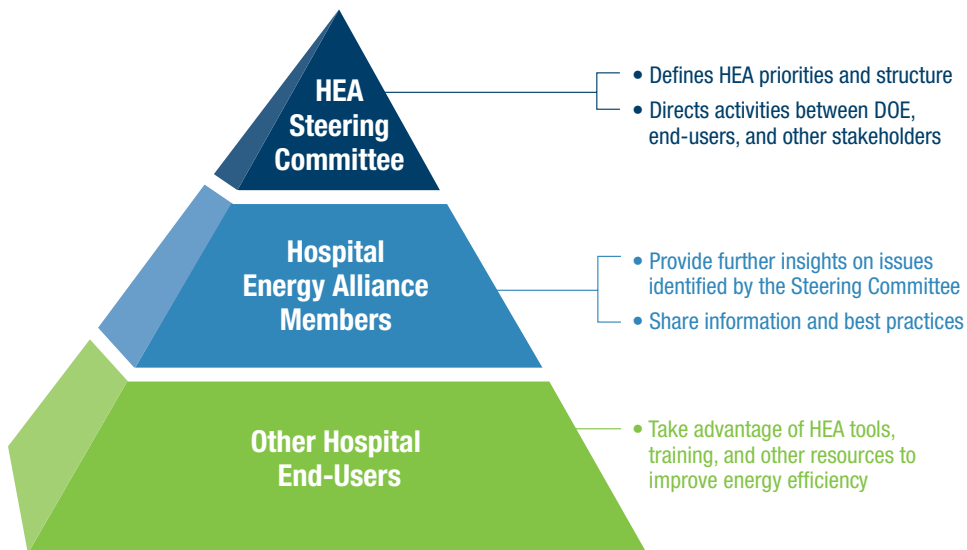 HEA
Steering
Committee
• Defines HEA priorities and structure
• Directs activities between DOE,
end-users, and other stakeholders
Hospital
Energy Alliance
Members
• Provide further insights on issues
identified by the Steering Committee
• Share information and best practices
Other Hospital
End-Users
• Take advantage of HEA tools,
training, and other resources to
improve energy efficiency